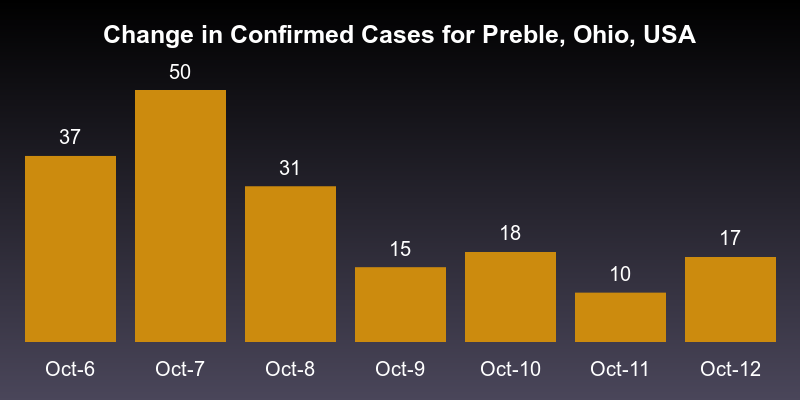 Change in Confirmed Cases for Preble, Ohio, USA
37
50
31
15
18
10
17
Oct-6
Oct-7
Oct-8
Oct-9
Oct-10
Oct-11
Oct-12